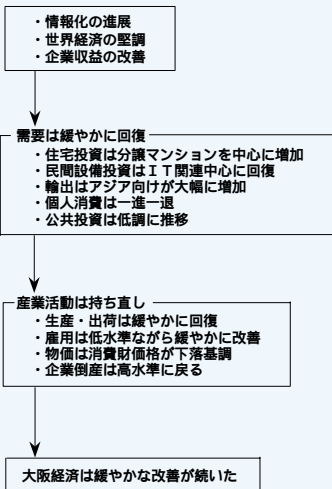 ・情報化の進展
・世界経済の堅調
・企業収益の改善
需要は緩やかに回復
・住宅投資は分譲マンションを中心に増加
・民間設備投資はＩＴ関連中心に回復
・輸出はアジア向けが大幅に増加
・個人消費は一進一退
・公共投資は低調に推移
産業活動は持ち直し
・生産・出荷は緩やかに回復
・雇用は低水準ながら緩やかに改善
・物価は消費財価格が下落基調
・企業倒産は高水準に戻る
大阪経済は緩やかな改善が続いた